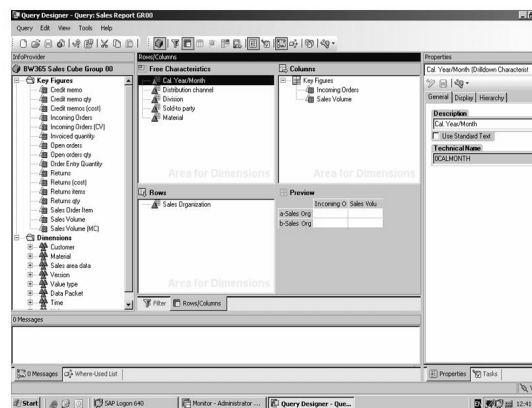 Query Designer - Query: Sales Report GR00
Query Edit View Tools Help
InfoProvider
BW365 Sales Cube Group 00
Key Figures
Credit memo
Credit memo qty
Credit memos (cost)
Incoming Orders
Incoming Orders (CV)
Invoiced quantity
Open orders
Open orders qty
Order Entry Quantity
Returns
Returns (cost)
Returns items
Returns qty
Sales Order Item
Sales Volume
Sales Volume (MC)
Dimensions
Customer
Material
Sales area data
Version
Value type
Data Packet
Time
Rows/Columns
Free Characteristics
Cal. Year/Month
Distribution channel
Division
Sold-to party
Material
Area for Dimensions
Columns
Key Figures
Incoming Orders
Sales Volume
Area for Dimensions
Rows
Sales Organization
Area for Dimensions
Preview
Incoming O Sales Volu
a-Sales Org
b-Sales Org
Filter Rows/Columns
Properties
Cal. Year/Month (Drilldown Characterist
General Display Hierarchy
Description
Cal. Year/Month
Use Standard Text
Technical Name
0CALMONTH
0 Messages
0 Messages Where-Used List
Properties Tasks
Start SAP Logon 640 Monitor - Administrator ... Query Designer - Que... 12:41